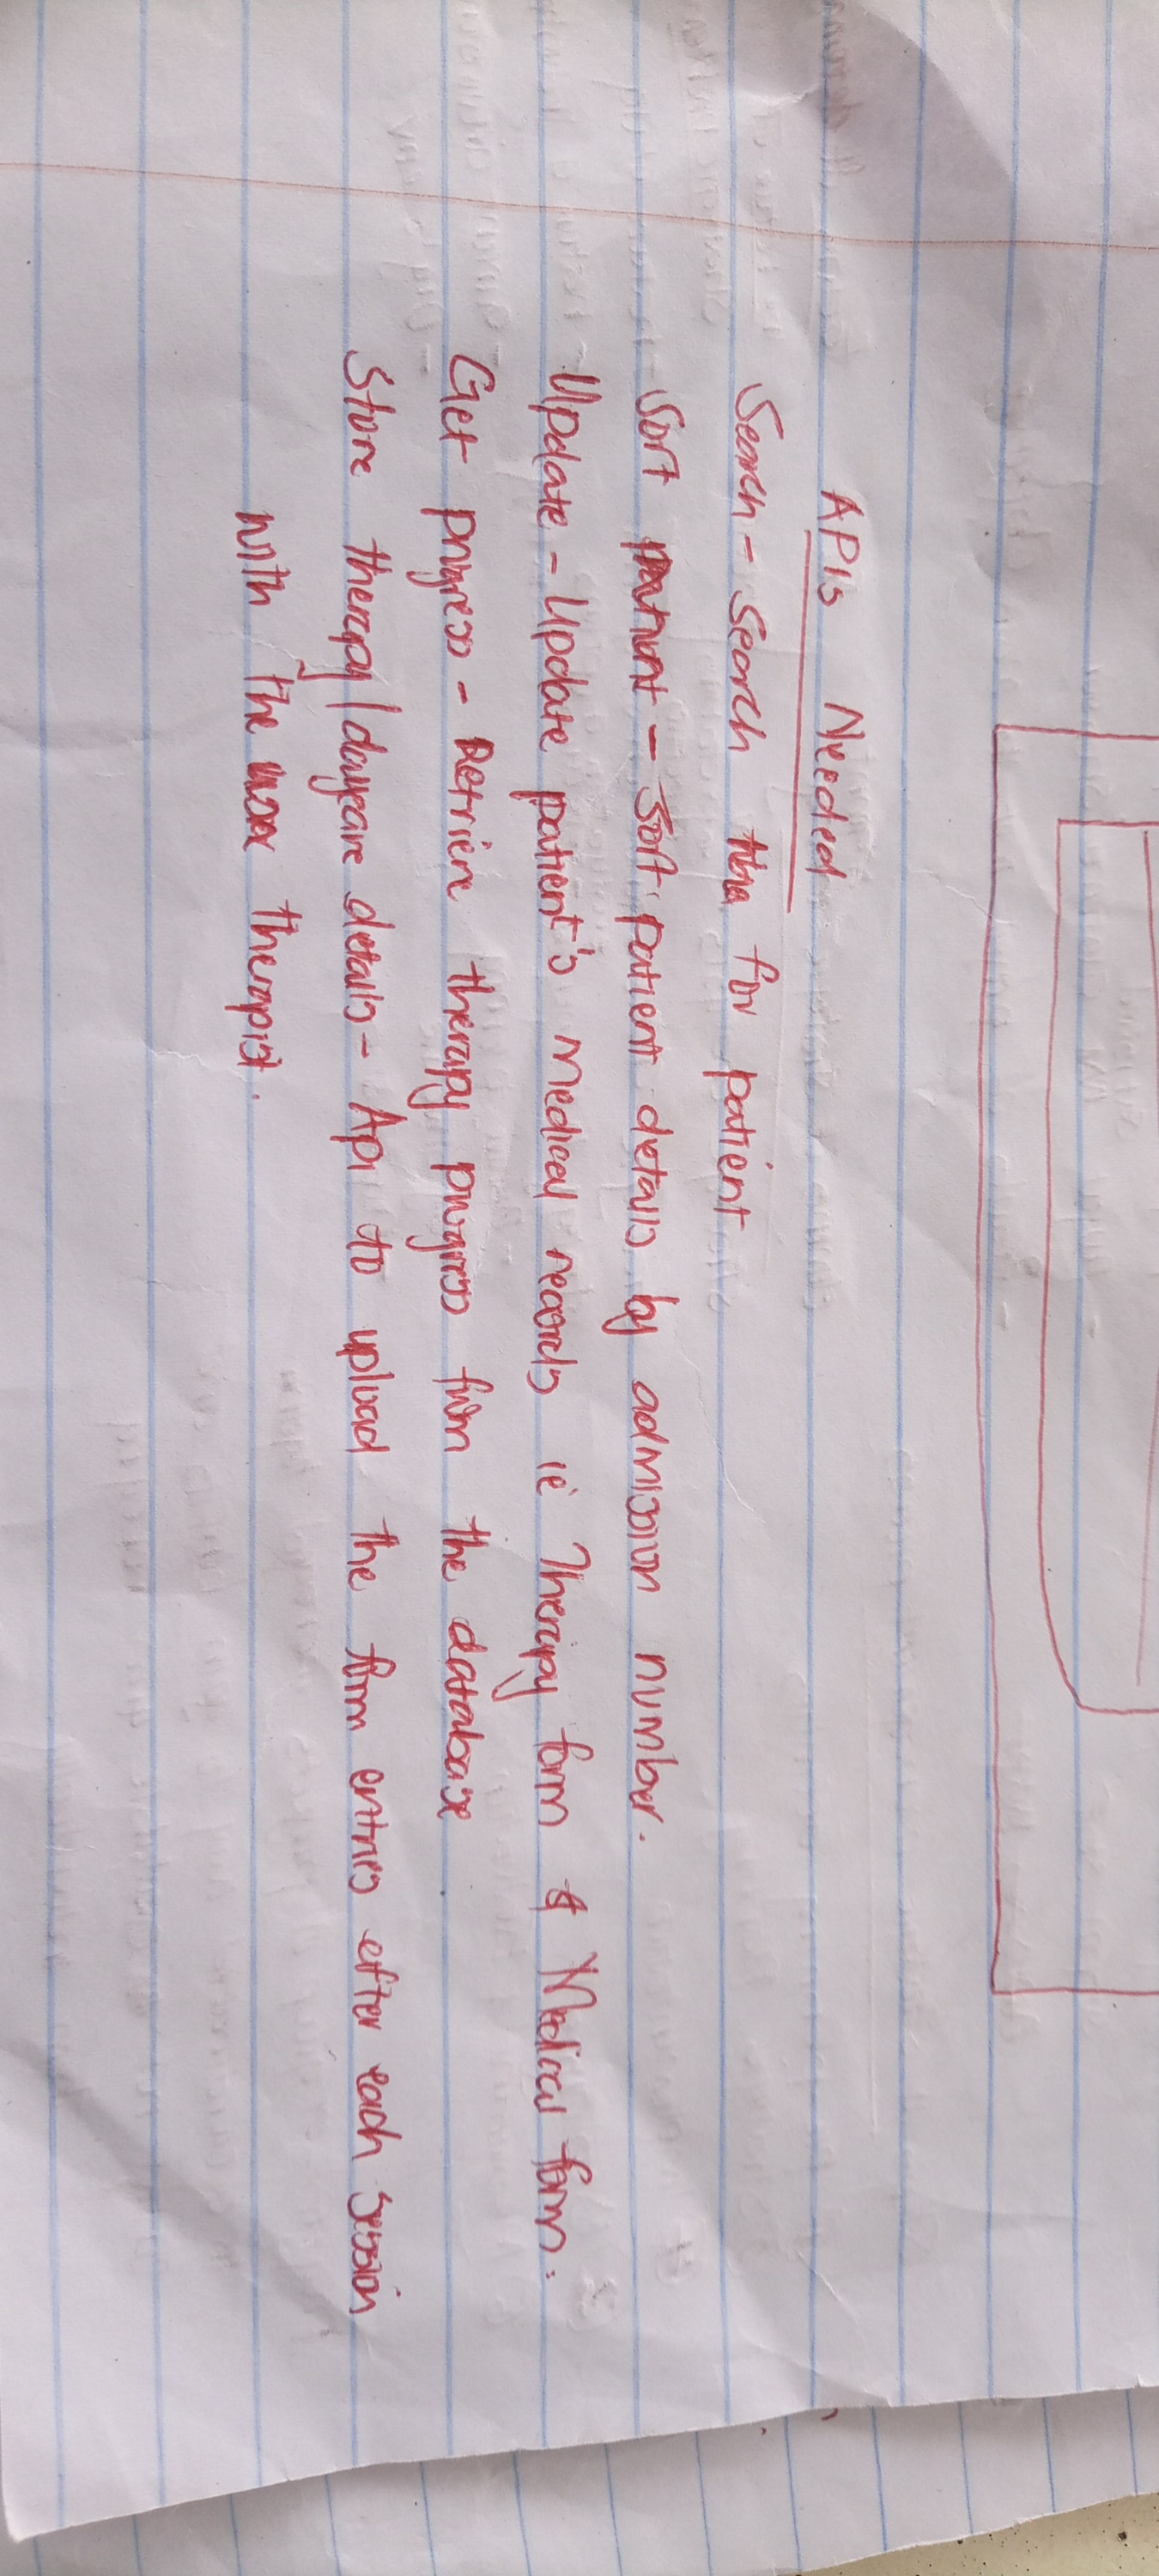 APIs Needed
Search - Search for patient
Sort patient - Sort patient details by admission number.
Update - Update patient's medical records ie Therapy form & Medical form.
Get progress - Retrieve therapy progress from the database
Store therapy/daycare details - Api to upload the form entries after each session
with the therapist.